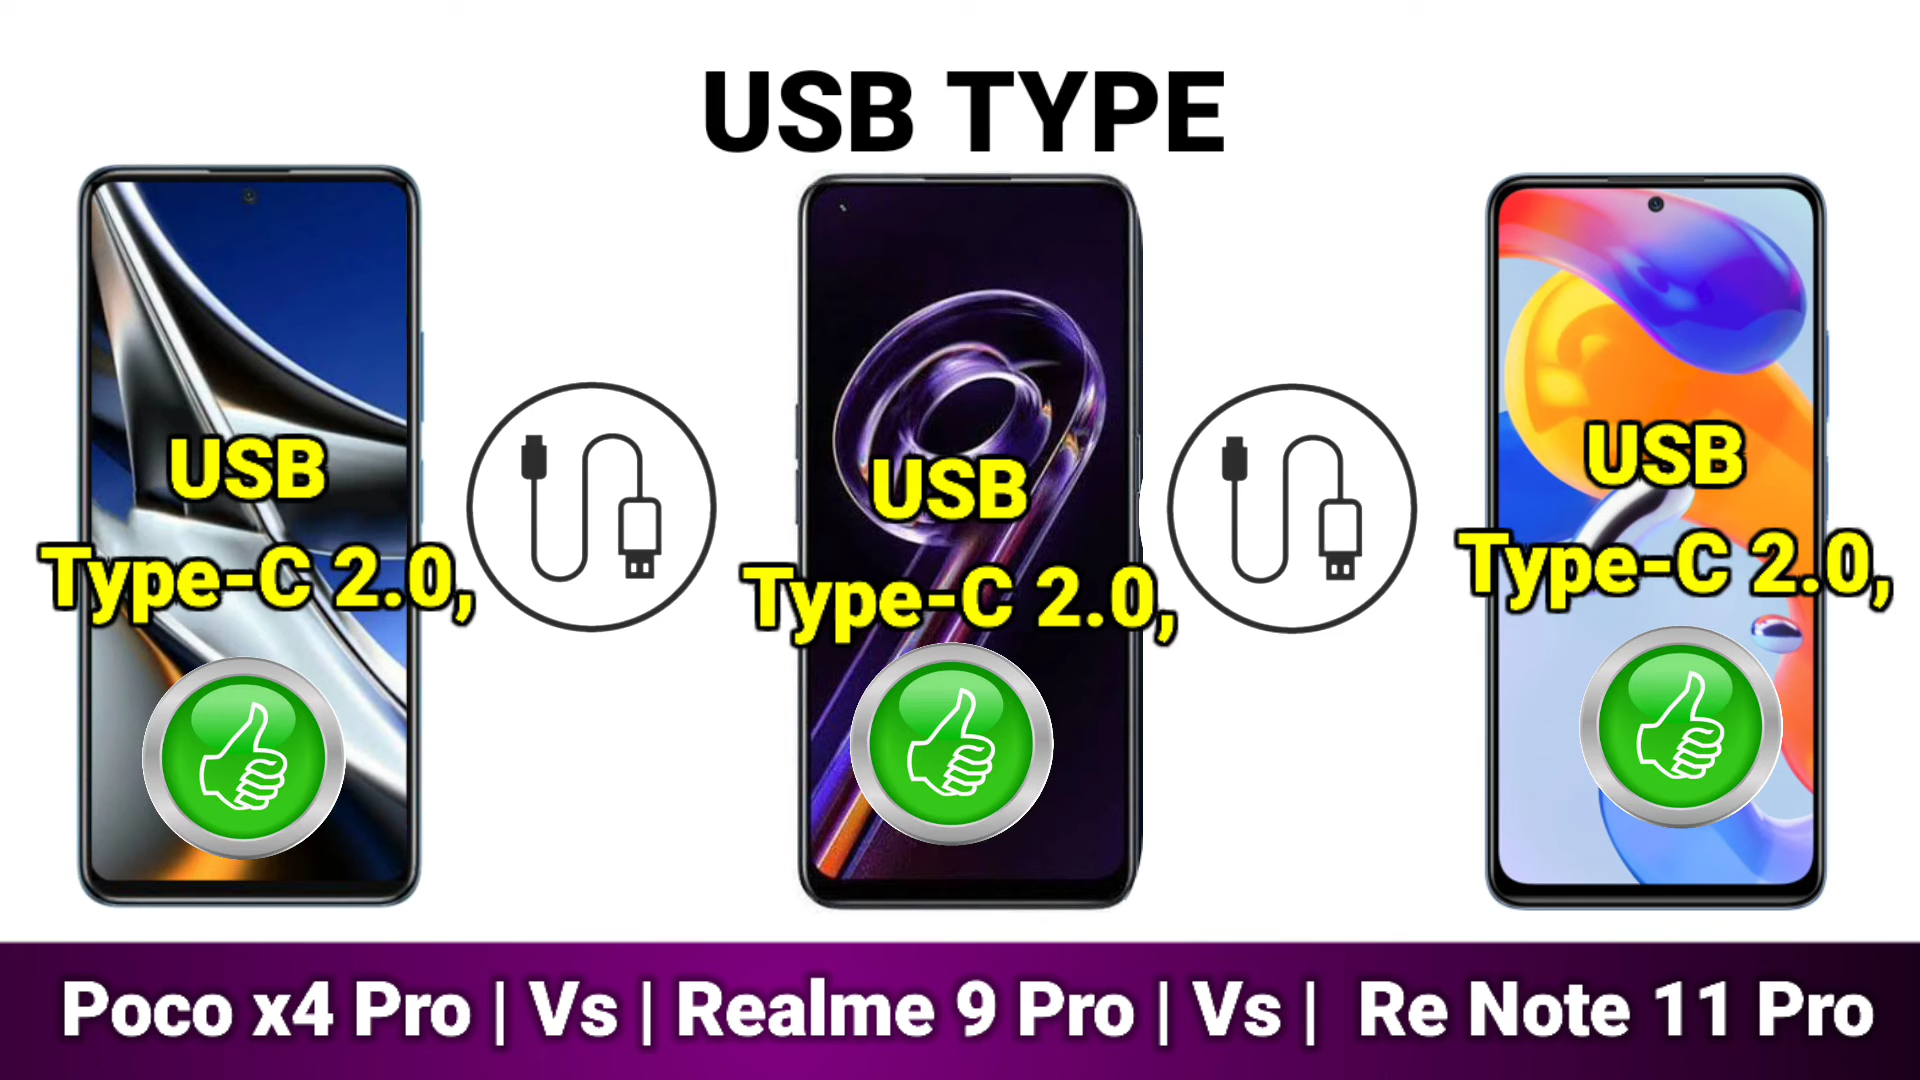 USB TYPE
USB
Type-C 2.0,
USB
Type-C 2.0,
USB
Type-C 2.0,
Poco x4 Pro | Vs | Realme 9 Pro | Vs | Re Note 11 Pro